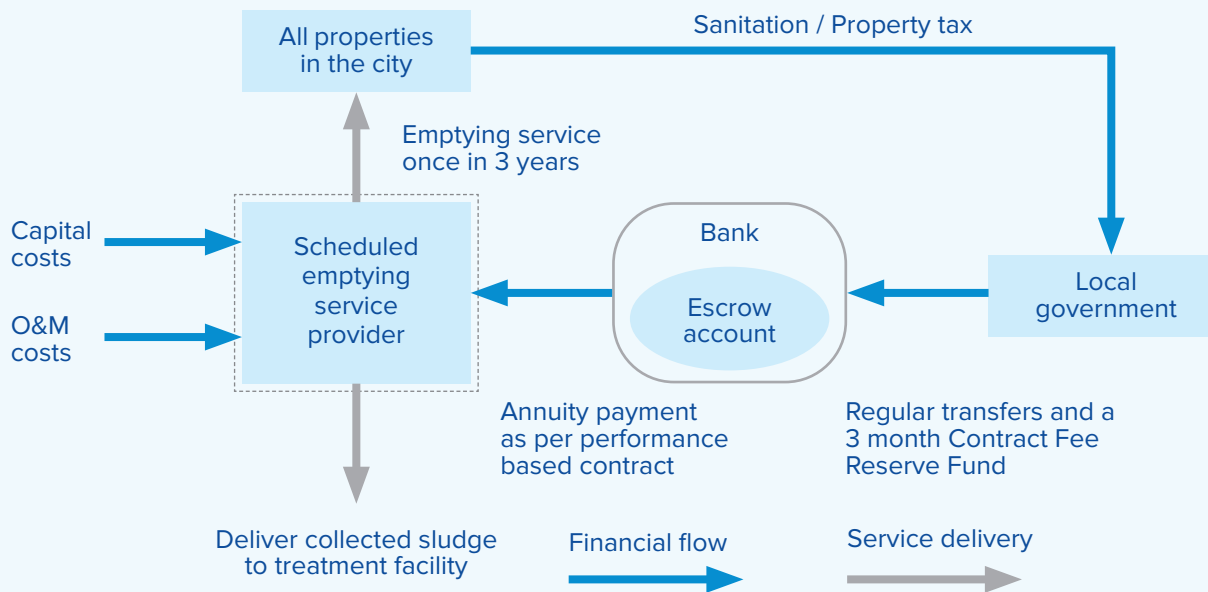 All properties
in the city
Sanitation / Property tax
Emptying service
once in 3 years
Capital
costs
O&M
costs
Scheduled
emptying
service
provider
Bank
Escrow
account
Local
government
Annuity payment
as per performance
based contract
Regular transfers and a
3 month Contract Fee
Reserve Fund
Deliver collected sludge
to treatment facility
Financial flow
Service delivery